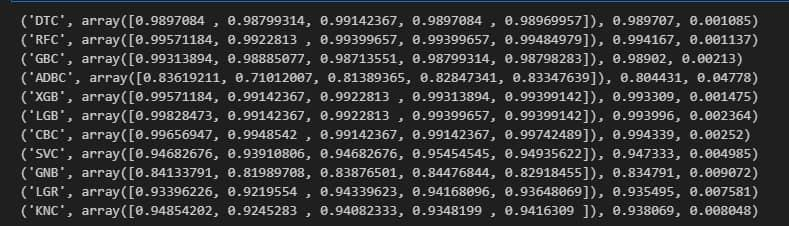 ('DTC', array([0.9897084 , 0.98799314, 0.99142367, 0.9897084 , 0.98969957]), 0.989707, 0.001085)
('RFC', array([0.99571184, 0.9922813 , 0.99399657, 0.99399657, 0.99484979]), 0.994167, 0.001137)
('GBC', array([0.99313894, 0.98885077, 0.98713551, 0.98799314, 0.98798283]), 0.98902, 0.00213)
('ADBC', array([0.83619211, 0.71012007, 0.81389365, 0.82847341, 0.83347639]), 0.804431, 0.04778)
('XGB', array([0.99571184, 0.99142367, 0.9922813 , 0.99313894, 0.99399142]), 0.993309, 0.001475)
('LGB', array([0.99828473, 0.99142367, 0.9922813 , 0.99399657, 0.99399142]), 0.993996, 0.002364)
('CBC', array([0.99656947, 0.9948542 , 0.99142367, 0.99142367, 0.99742489]), 0.994339, 0.00252)
('SVC', array([0.94682676, 0.93910806, 0.94682676, 0.95454545, 0.94935622]), 0.947333, 0.004985)
('GNB', array([0.84133791, 0.81989708, 0.83876501, 0.84476844, 0.82918455]), 0.834791, 0.009072)
('LGR', array([0.93396226, 0.9219554 , 0.94339623, 0.94168096, 0.93648069]), 0.935495, 0.007581)
('KNC', array([0.94854202, 0.9245283 , 0.94082333, 0.9348199 , 0.9416309 ]), 0.938069, 0.008048)